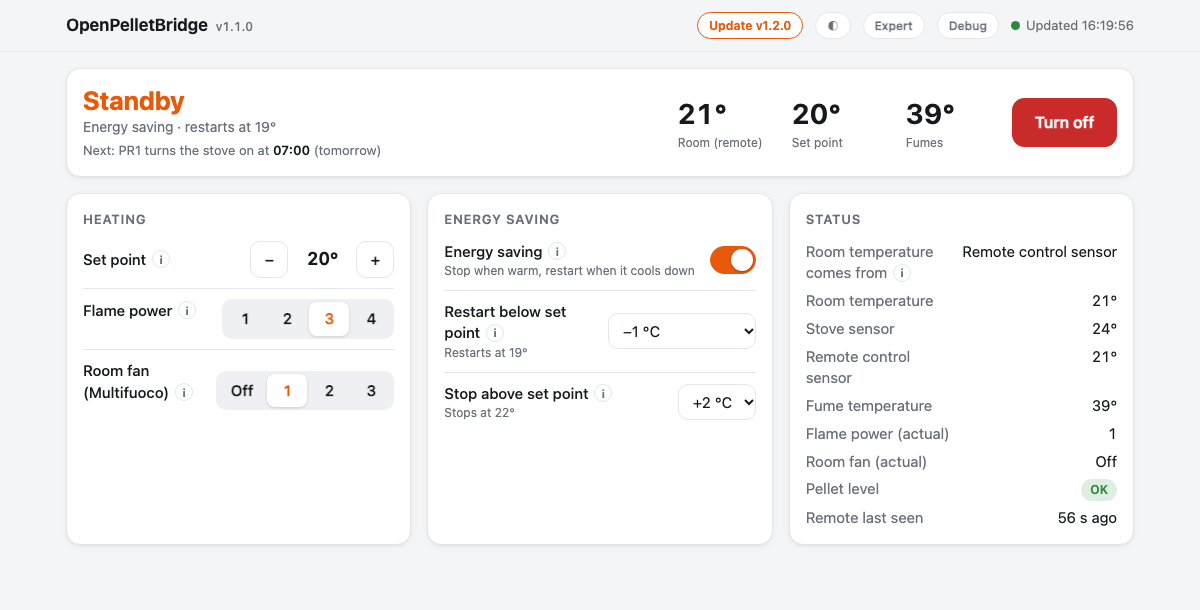 OpenPelletBridge v1.1.0
Update v1.2.0
Expert
Debug
Updated 16:19:56
Standby
Energy saving · restarts at 19°
Next: PR1 turns the stove on at 07:00 (tomorrow)
21°
Room (remote)
20°
Set point
39°
Fumes
Turn off
HEATING
Set point i
– 20° +
Flame power i
1 2 3 4
Room fan
(Multifuoco) i
Off 1 2 3
ENERGY SAVING
Energy saving i
Stop when warm, restart when it cools down
Restart below set
point i
Restarts at 19°
–1 °C
Stop above set point i
Stops at 22°
+2 °C
STATUS
Room temperature
comes from i
Remote control sensor
Room temperature 21°
Stove sensor 24°
Remote control
sensor
21°
Fume temperature 39°
Flame power (actual) 1
Room fan (actual) Off
Pellet level OK
Remote last seen 56 s ago